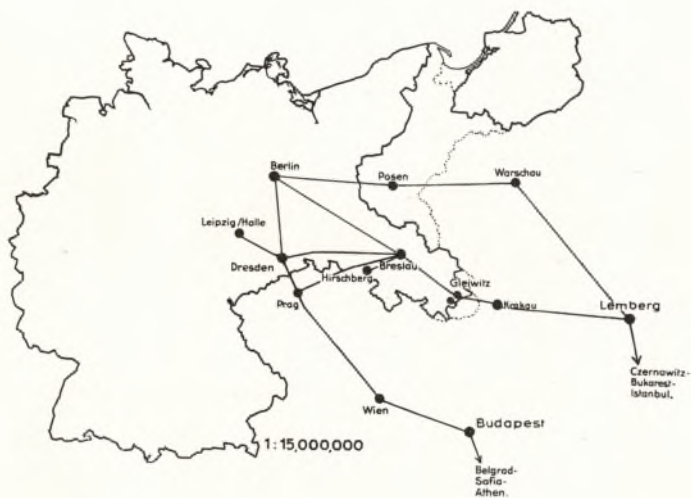 Berlin
Posen
Warschau
Leipzig/Halle
Dresden
Hirschberg
Breslau
Prag
Gleiwitz
Krakau
Lemberg
Czernowitz-
Bukarest-
Istanbul.
Wien
Budapest
1:15,000,000
Belgrad-
Sofia-
Athen.